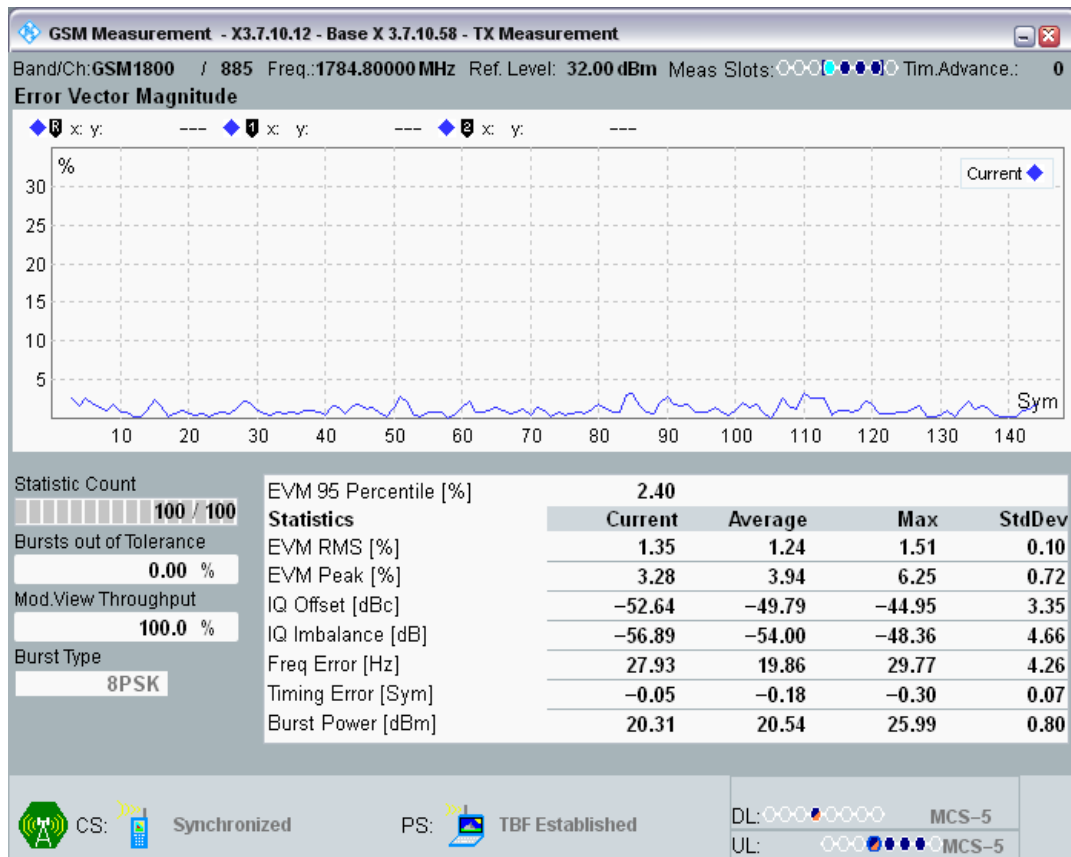 GSM Measurement - X3.7.10.12 - Base X 3.7.10.58 - TX Measurement
Band/Ch:GSM1800 / 885 Freq.:1784.80000 MHz Ref. Level: 32.00 dBm Meas Slots: Tim.Advance.: 0
Error Vector Magnitude
R x: y: --- 1 x: y: --- 2 x: y: ---
%
Current
30
25
20
15
10
5
Sym
10 20 30 40 50 60 70 80 90 100 110 120 130 140
Statistic Count
100 / 100
Bursts out of Tolerance
0.00 %
Mod.View Throughput
100.0 %
Burst Type
8PSK
EVM 95 Percentile [%] 2.40
Statistics Current Average Max StdDev
EVM RMS [%] 1.35 1.24 1.51 0.10
EVM Peak [%] 3.28 3.94 6.25 0.72
IQ Offset [dBc] −52.64 −49.79 −44.95 3.35
IQ Imbalance [dB] −56.89 −54.00 −48.36 4.66
Freq Error [Hz] 27.93 19.86 29.77 4.26
Timing Error [Sym] −0.05 −0.18 −0.30 0.07
Burst Power [dBm] 20.31 20.54 25.99 0.80
CS: Synchronized PS: TBF Established
DL: MCS−5
UL: MCS−5